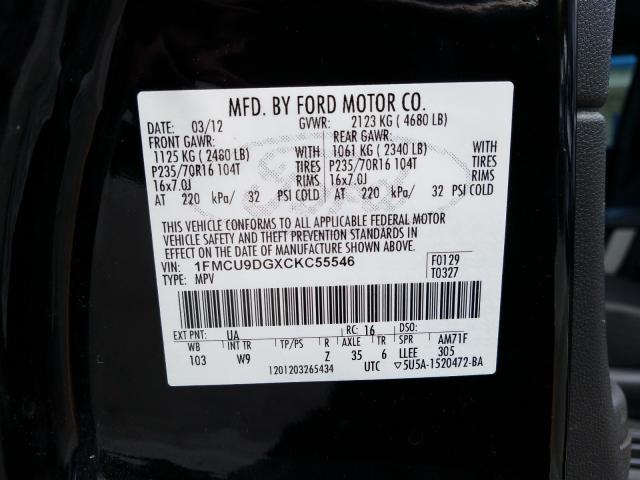 MFD. BY FORD MOTOR CO.
DATE: 03/12 GVWR: 2123 KG ( 4680 LB)
FRONT GAWR: REAR GAWR:
1125 KG ( 2480 LB) 1061 KG ( 2340 LB)
P235/70R16 104T TIRES P235/70R16 104T TIRES
16x7.0J RIMS 16x7.0J RIMS
AT 220 kPa/ 32 PSI COLD AT 220 kPa/ 32 PSI COLD
THIS VEHICLE CONFORMS TO ALL APPLICABLE FEDERAL MOTOR
VEHICLE SAFETY AND THEFT PREVENTION STANDARDS IN
EFFECT ON THE DATE OF MANUFACTURE SHOWN ABOVE.
VIN: 1FMCU9DGXCKC55546 F0129
TYPE: MPV T0327
EXT PNT: UA RC: 16 DSO:
WB INT TR TP/PS R AXLE TR SPR AM71F
103 W9 Z 35 6 LLEE 305
1201203265434 UTC ▽5U5A-1520472-BA